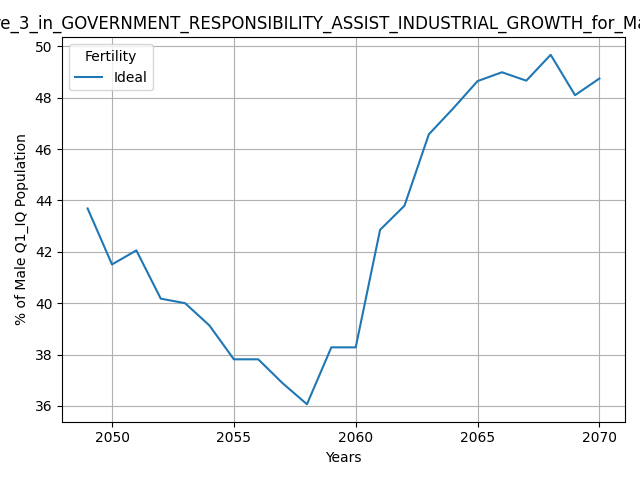 re_3_in_GOVERNMENT_RESPONSIBILITY_ASSIST_INDUSTRIAL_GROWTH_for_Ma
Fertility
Ideal
% of Male Q1_IQ Population
50
48
46
44
42
40
38
36
2050 2055 2060 2065 2070
Years